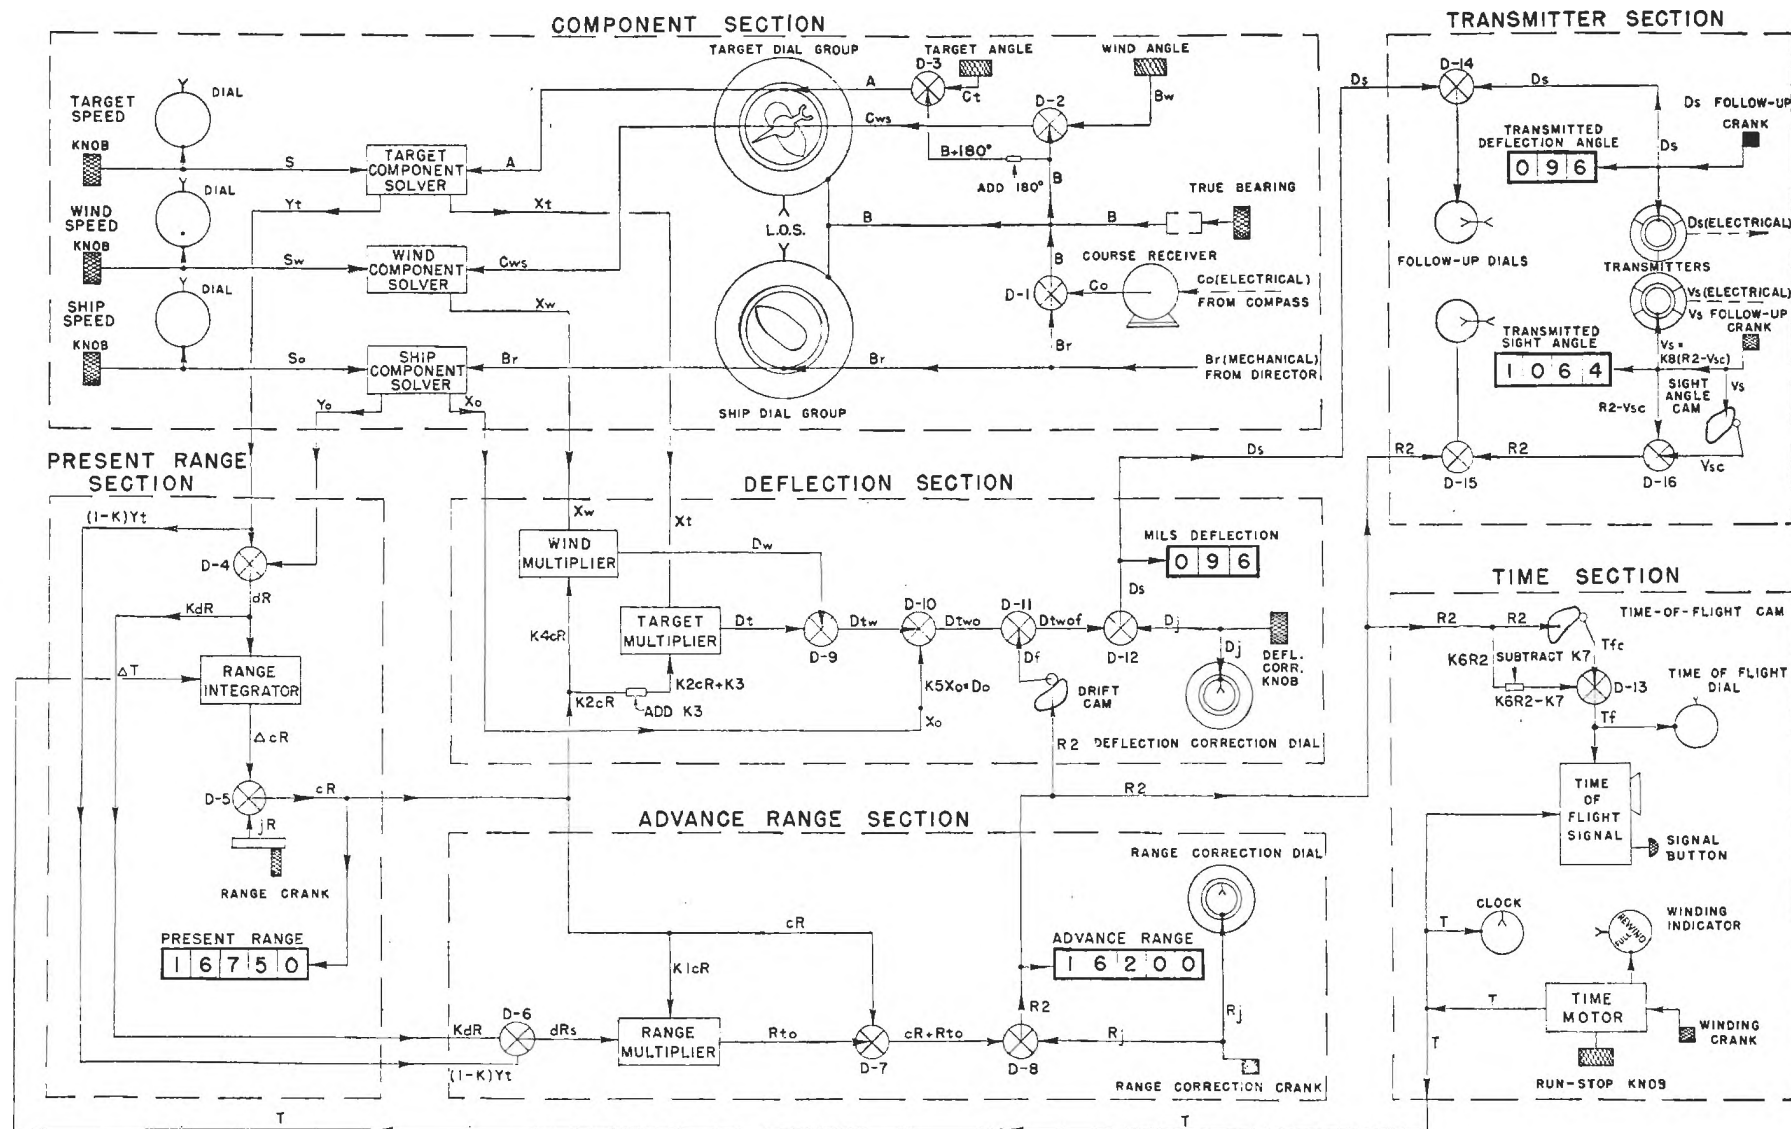 COMPONENT SECTION
TARGET DIAL GROUP
TARGET ANGLE
WIND ANGLE
D-3
Ct
A
D-2
Bw
Cws
B+180°
ADD 180°
B
TRUE BEARING
B
B
L.O.S.
B
COURSE RECEIVER
D-1
Co
Co(ELECTRICAL)
FROM COMPASS
Br
Br
Br
Br(MECHANICAL)
FROM DIRECTOR
SHIP DIAL GROUP
TARGET
SPEED
DIAL
KNOB
S
TARGET
COMPONENT
SOLVER
A
Yt
Xt
WIND
SPEED
DIAL
KNOB
Sw
WIND
COMPONENT
SOLVER
Cws
Xw
SHIP
SPEED
DIAL
KNOB
So
SHIP
COMPONENT
SOLVER
Yo
Xo
TRANSMITTER SECTION
D-14
Ds
Ds
Ds FOLLOW-UP
CRANK
TRANSMITTED
DEFLECTION ANGLE
0 9 6
Ds
Ds(ELECTRICAL)
FOLLOW-UP DIALS
TRANSMITTERS
Vs(ELECTRICAL)
Vs FOLLOW-UP
CRANK
TRANSMITTED
SIGHT ANGLE
1 0 6 4
Vs=
K8(R2-Vsc)
SIGHT
ANGLE
CAM
Vs
R2-Vsc
R2
R2
Vsc
D-15
D-16
PRESENT RANGE
SECTION
(1-K)Yt
D-4
dR
KdR
ΔT
RANGE
INTEGRATOR
ΔcR
D-5
cR
jR
RANGE CRANK
PRESENT RANGE
1 6 7 5 0
DEFLECTION SECTION
Ds
Xw
Xt
WIND
MULTIPLIER
Dw
MILS DEFLECTION
0 9 6
Ds
K4cR
TARGET
MULTIPLIER
Dt
D-9
Dtw
D-10
Dtwo
D-11
Dtwof
D-12
Dj
Df
Dj
DEFL.
CORR.
KNOB
K2cR
K2cR+K3
ADD K3
K5Xo=Do
Xo
DRIFT
CAM
R2
DEFLECTION CORRECTION DIAL
R2
TIME SECTION
TIME-OF-FLIGHT CAM
R2
R2
Tfc
K6R2
SUBTRACT K7
K6R2-K7
D-13
TIME OF FLIGHT
DIAL
Tf
TIME
OF
FLIGHT
SIGNAL
SIGNAL
BUTTON
CLOCK
T
REWIND
FULL
WINDING
INDICATOR
T
TIME
MOTOR
WINDING
CRANK
T
RUN-STOP KNOB
ADVANCE RANGE SECTION
RANGE CORRECTION DIAL
cR
K1cR
ADVANCE RANGE
1 6 2 0 0
D-6
KdR
dRs
RANGE
MULTIPLIER
Rto
D-7
cR+Rto
D-8
R2
Rj
Rj
(1-K)Yt
RANGE CORRECTION CRANK
T
T